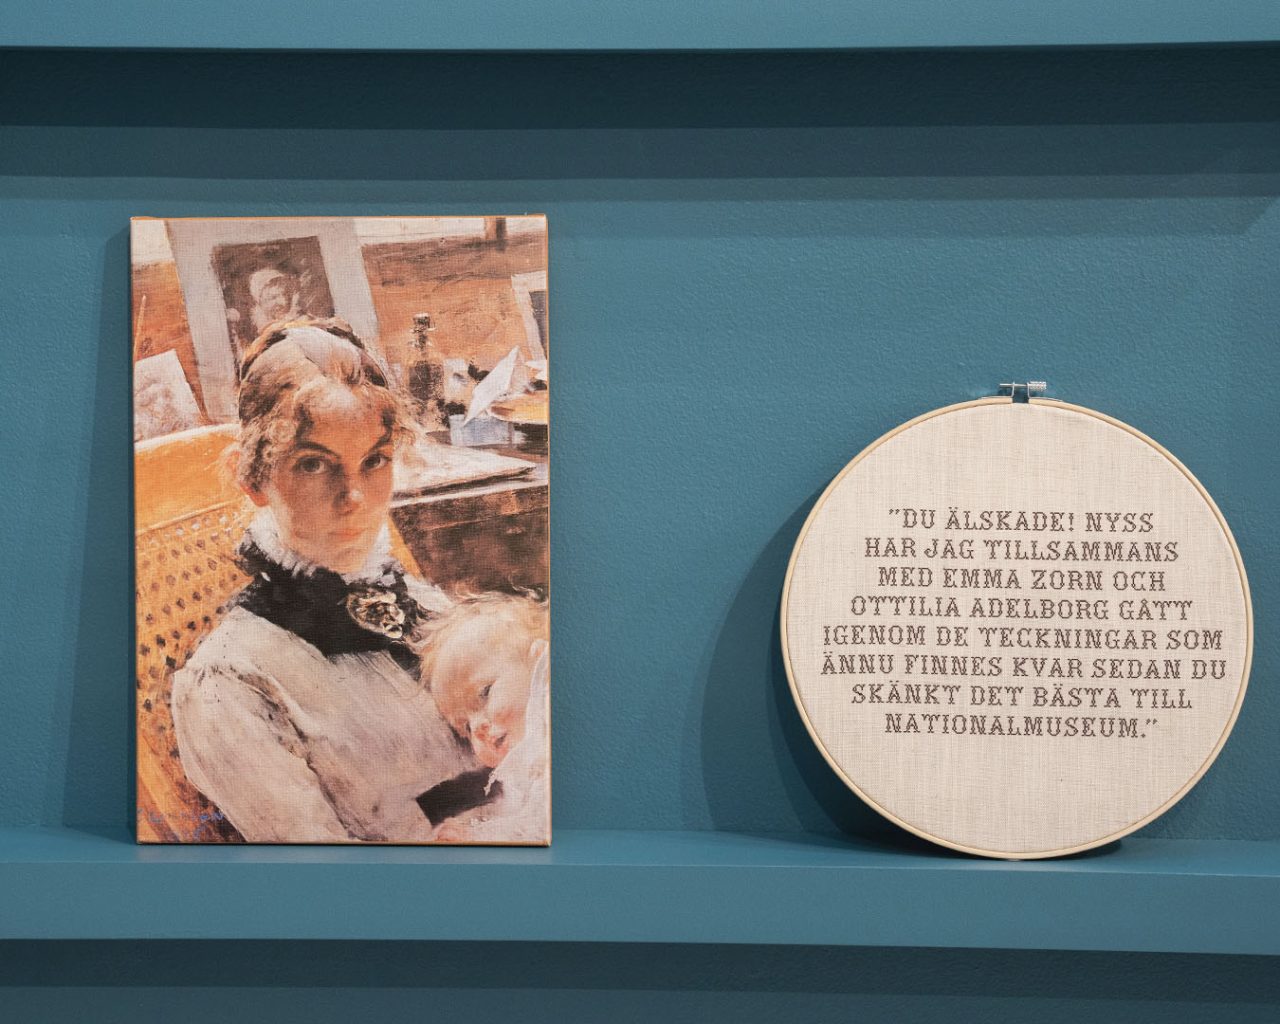 ”DU ÄLSKADE! NYSS
HAR JAG TILLSAMMANS
MED EMMA ZORN OCH
OTTILIA ADELBORG GÅTT
IGENOM DE TECKNINGAR SOM
ÄNNU FINNES KVAR SEDAN DU
SKÄNKT DET BÄSTA TILL
NATIONALMUSEUM.”